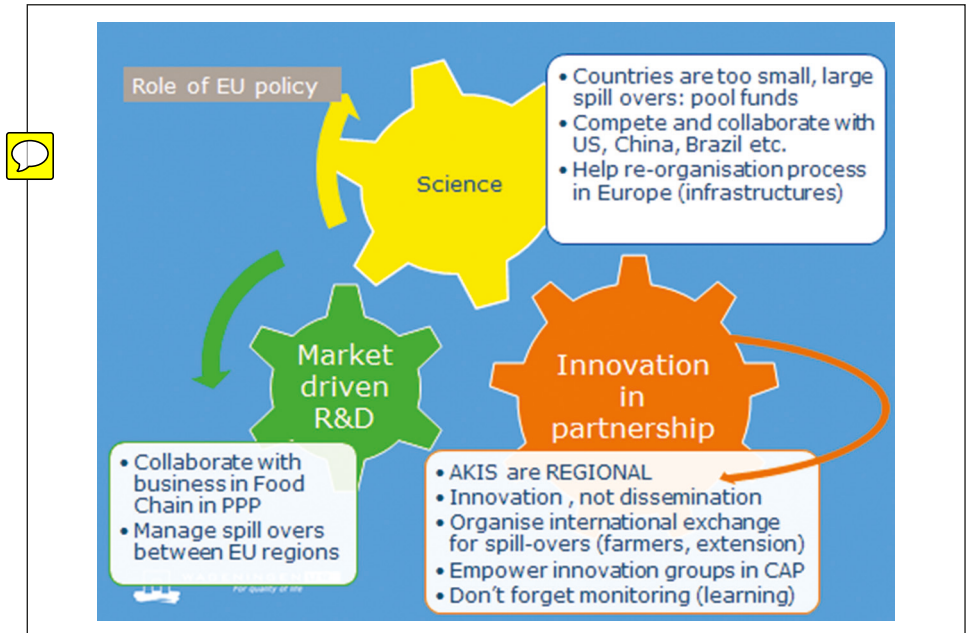 Role of EU policy
Science
• Countries are too small, large
spill overs: pool funds
• Compete and collaborate with
US, China, Brazil etc.
• Help re-organisation process
in Europe (infrastructures)
Market
driven
R&D
• Collaborate with
business in Food
Chain in PPP
• Manage spill overs
between EU regions
Innovation
in
partnership
• AKIS are REGIONAL
• Innovation , not dissemination
• Organise international exchange
for spill-overs (farmers, extension)
• Empower innovation groups in CAP
• Don't forget monitoring (learning)
For quality of life